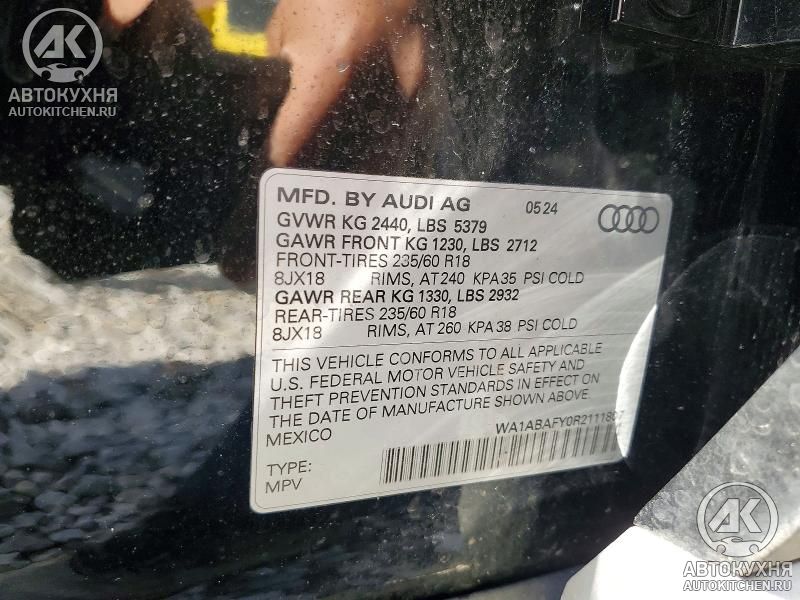 AK
АВТОКУХНЯ
AUTOKITCHEN.RU
MFD. BY AUDI AG 05 24
GVWR KG 2440, LBS 5379
GAWR FRONT KG 1230, LBS 2712
FRONT-TIRES 235/60 R18
8JX18 RIMS, AT 240 KPA 35 PSI COLD
GAWR REAR KG 1330, LBS 2932
REAR-TIRES 235/60 R18
8JX18 RIMS, AT 260 KPA 38 PSI COLD
THIS VEHICLE CONFORMS TO ALL APPLICABLE
U.S. FEDERAL MOTOR VEHICLE SAFETY AND
THEFT PREVENTION STANDARDS IN EFFECT ON
THE DATE OF MANUFACTURE SHOWN ABOVE.
MEXICO
TYPE:
MPV
AK
АВТОКУХНЯ
AUTOKITCHEN.RU